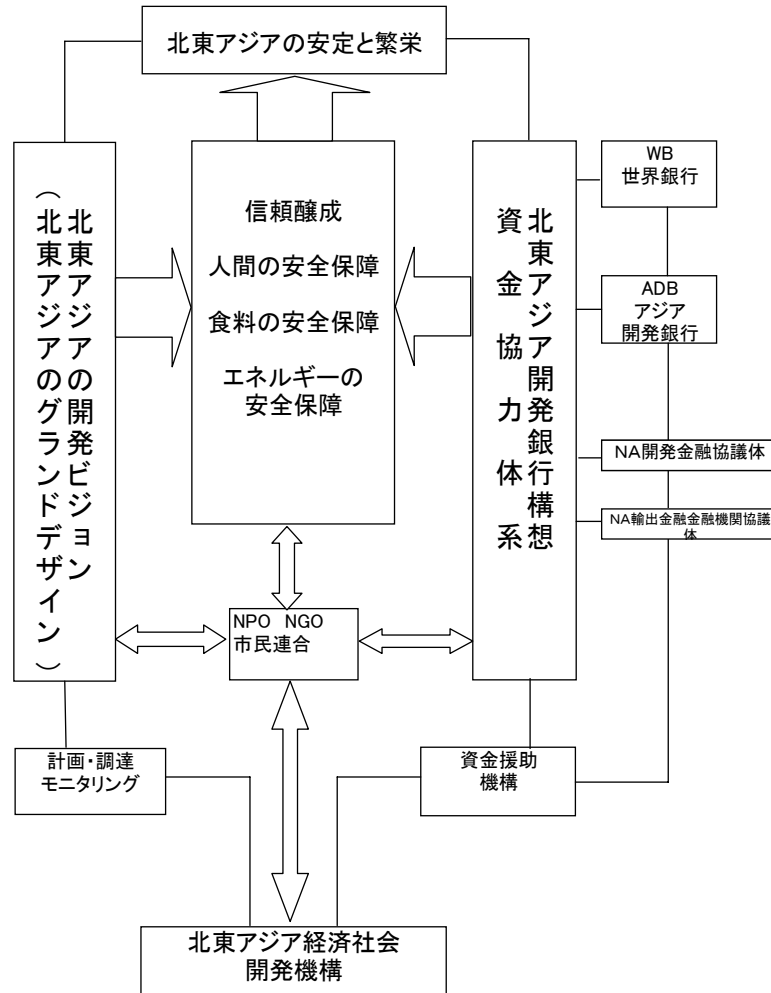 北東アジアの安定と繁栄
北東アジアの開発ビジョン
（北東アジアのグランドデザイン）
信頼醸成
人間の安全保障
食料の安全保障
エネルギーの
安全保障
北東アジア開発銀行構想
資金協力体系
WB
世界銀行
ADB
アジア
開発銀行
NA開発金融協議体
NA輸出金融金融機関協議
体
NPO NGO
市民連合
計画・調達
モニタリング
資金援助
機構
北東アジア経済社会
開発機構